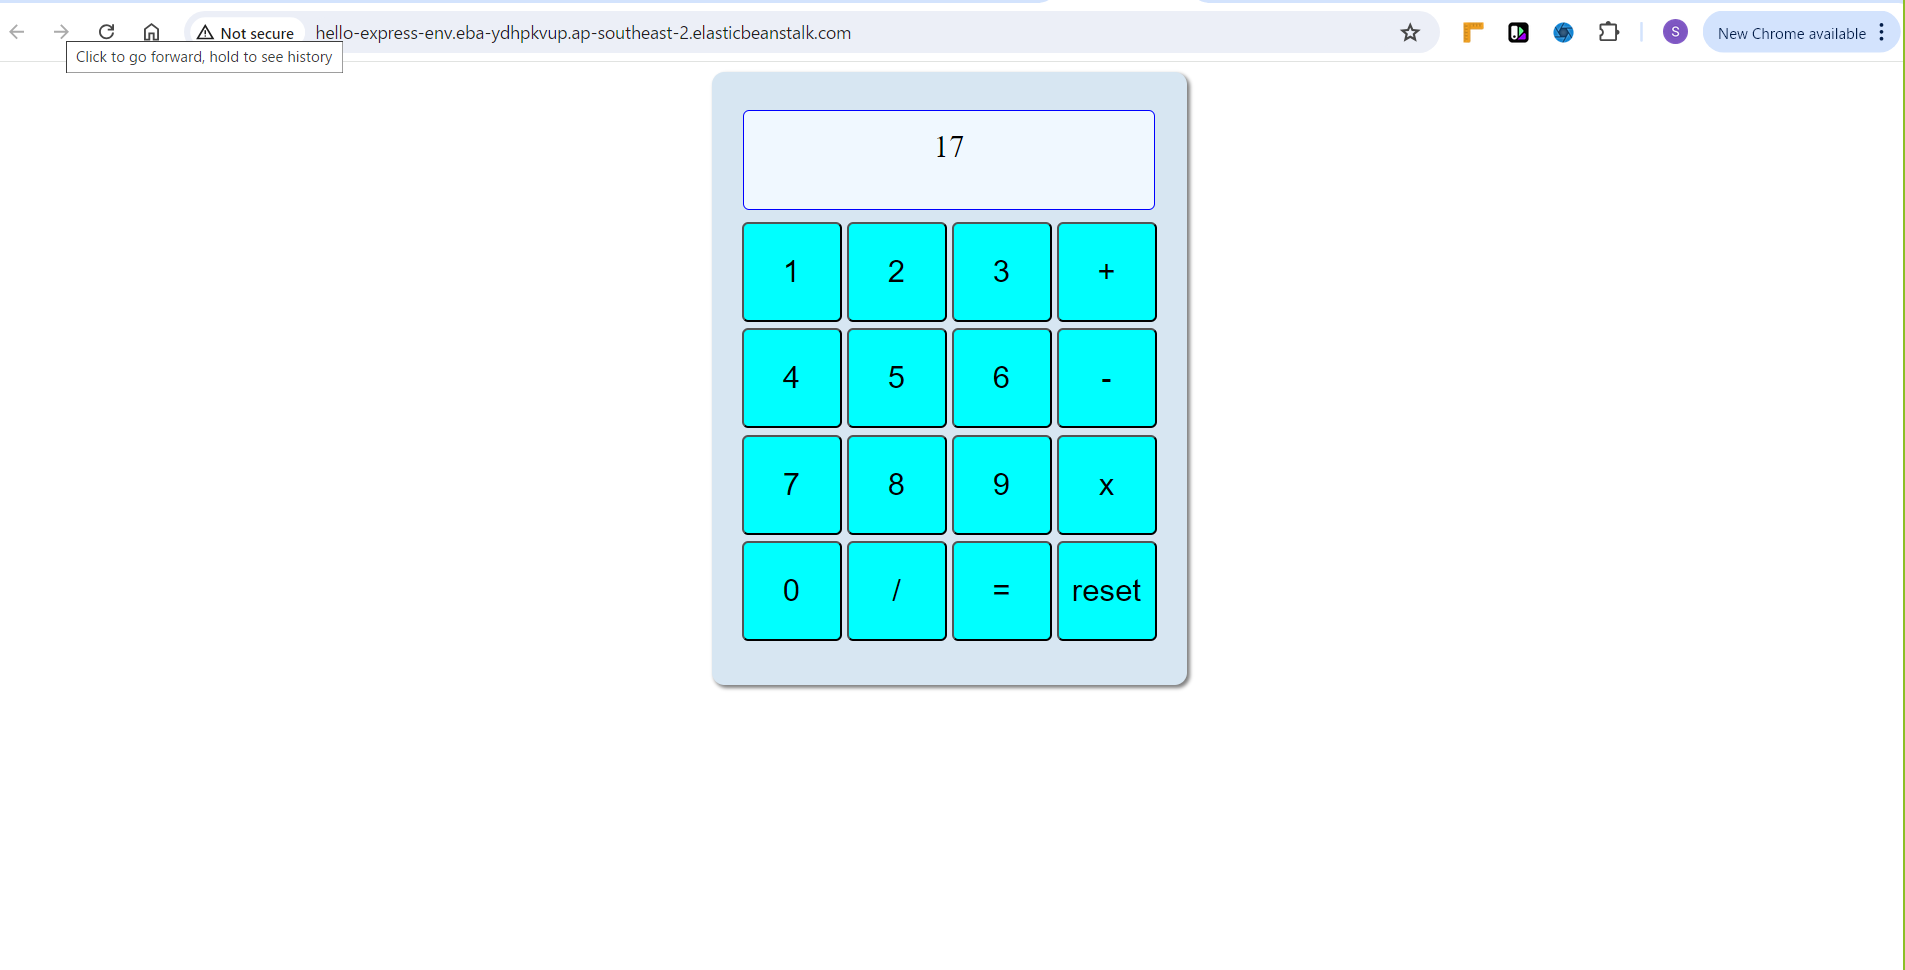 Not secure hello-express-env.eba-ydhpkvup.ap-southeast-2.elasticbeanstalk.com S New Chrome available
Click to go forward, hold to see history
17
1 2 3 +
4 5 6 -
7 8 9 x
0 / = reset